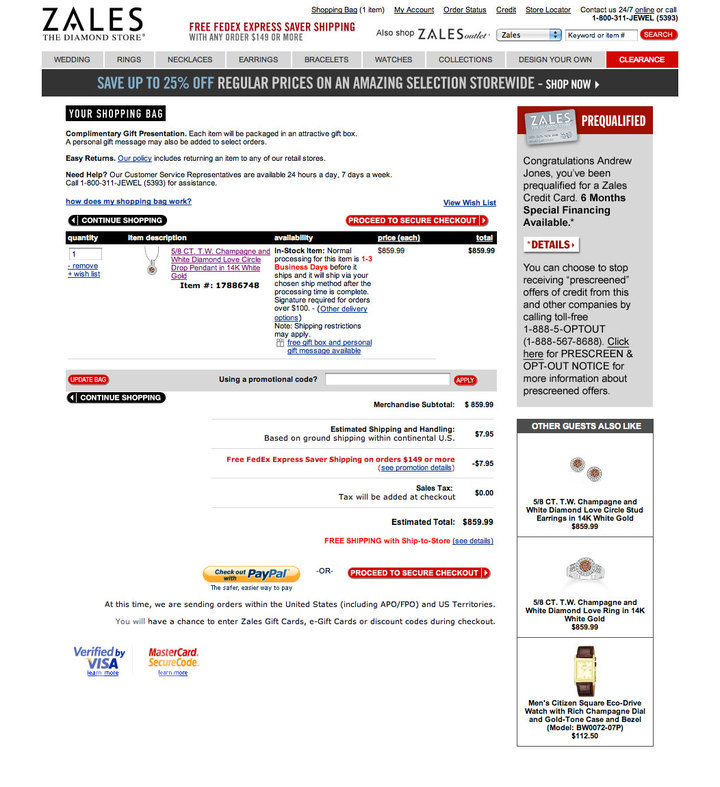 ZALES
THE DIAMOND STORE®
FREE FEDEX EXPRESS SAVER SHIPPING
WITH ANY ORDER $149 OR MORE
Shopping Bag (1 item) My Account Order Status Credit Store Locator Contact us 24/7 online or call
1-800-311-JEWEL (5393)
Also shop ZALES outlet Zales Keyword or item # SEARCH
WEDDING RINGS NECKLACES EARRINGS BRACELETS WATCHES COLLECTIONS DESIGN YOUR OWN CLEARANCE
SAVE UP TO 25% OFF REGULAR PRICES ON AN AMAZING SELECTION STOREWIDE - SHOP NOW
YOUR SHOPPING BAG
Complimentary Gift Presentation. Each item will be packaged in an attractive gift box.
A personal gift message may also be added to select orders.
Easy Returns. Our policy includes returning an item to any of our retail stores.
Need Help? Our Customer Service Representatives are available 24 hours a day, 7 days a week.
Call 1-800-311-JEWEL (5393) for assistance.
how does my shopping bag work?
View Wish List
CONTINUE SHOPPING
PROCEED TO SECURE CHECKOUT
quantity item description availability price (each) total
1
- remove
+ wish list
5/8 CT. T.W. Champagne and
White Diamond Love Circle
Drop Pendant in 14K White
Gold
Item #: 17886748
In-Stock Item: Normal
processing for this item is 1-3
Business Days before it
ships and it will ship via your
chosen ship method after the
processing time is complete.
Signature required for orders
over $100. - (Other delivery
options)
Note: Shipping restrictions
may apply.
free gift box and personal
gift message available
$859.99
$859.99
UPDATE BAG
Using a promotional code?
APPLY
CONTINUE SHOPPING
Merchandise Subtotal: $ 859.99
Estimated Shipping and Handling:
Based on ground shipping within continental U.S.
$7.95
Free FedEx Express Saver Shipping on orders $149 or more
(see promotion details)
-$7.95
Sales Tax:
Tax will be added at checkout
$0.00
Estimated Total: $859.99
FREE SHIPPING with Ship-to-Store (see details)
Check out
with PayPal
The safer, easier way to pay
-OR-
PROCEED TO SECURE CHECKOUT
At this time, we are sending orders within the United States (including APO/FPO) and US Territories.
You will have a chance to enter Zales Gift Cards, e-Gift Cards or discount codes during checkout.
Verified by
VISA
learn more
MasterCard.
SecureCode.
learn more
ZALES
PREQUALIFIED
Congratulations Andrew
Jones, you've been
prequalified for a Zales
Credit Card. 6 Months
Special Financing
Available.*
*DETAILS
You can choose to stop
receiving "prescreened"
offers of credit from this
and other companies by
calling toll-free
1-888-5-OPTOUT
(1-888-567-8688). Click
here for PRESCREEN &
OPT-OUT NOTICE for
more information about
prescreened offers.
OTHER GUESTS ALSO LIKE
5/8 CT. T.W. Champagne and
White Diamond Love Circle Stud
Earrings in 14K White Gold
$859.99
5/8 CT. T.W. Champagne and
White Diamond Love Ring in 14K
White Gold
$859.99
Men's Citizen Square Eco-Drive
Watch with Rich Champagne Dial
and Gold-Tone Case and Bezel
(Model: BW0072-07P)
$112.50